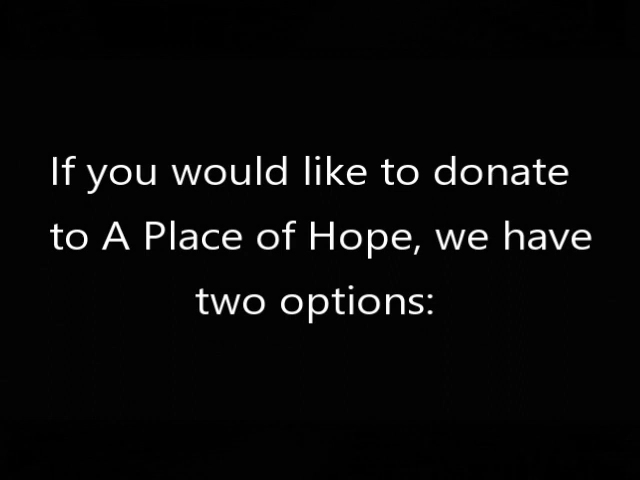 If you would like to donate
to A Place of Hope, we have
two options: